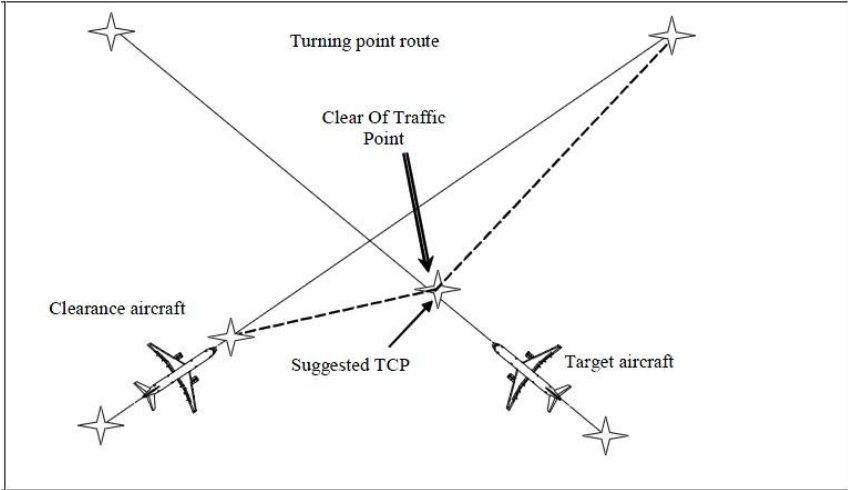 Turning point route
Clear Of Traffic
Point
Clearance aircraft
Suggested TCP
Target aircraft